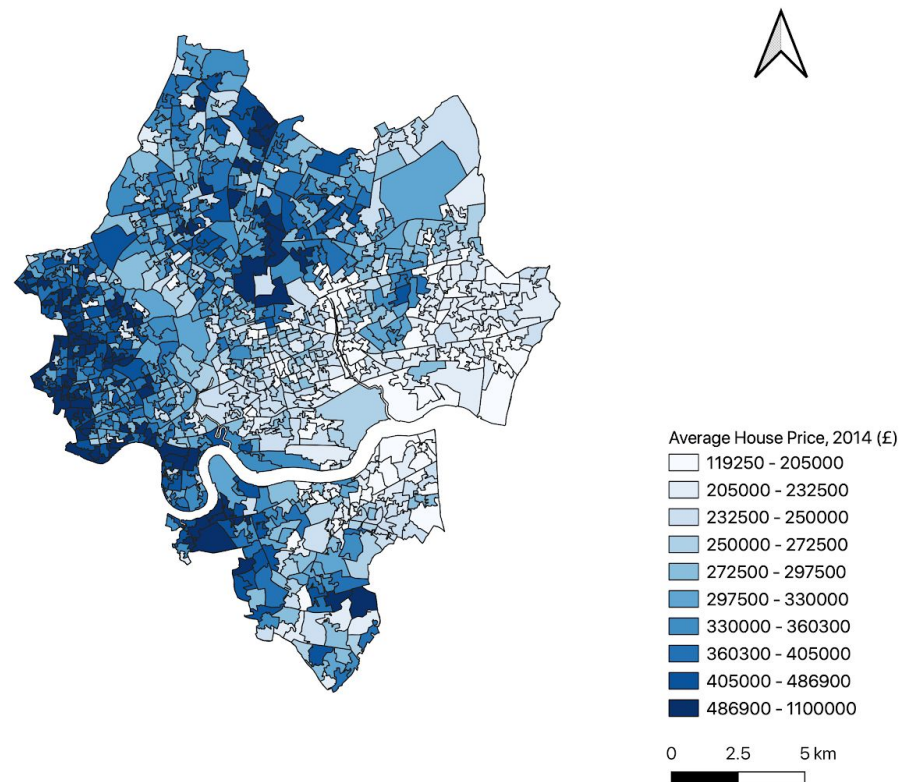 Average House Price, 2014 (£)
119250 - 205000
205000 - 232500
232500 - 250000
250000 - 272500
272500 - 297500
297500 - 330000
330000 - 360300
360300 - 405000
405000 - 486900
486900 - 1100000
0 2.5 5 km